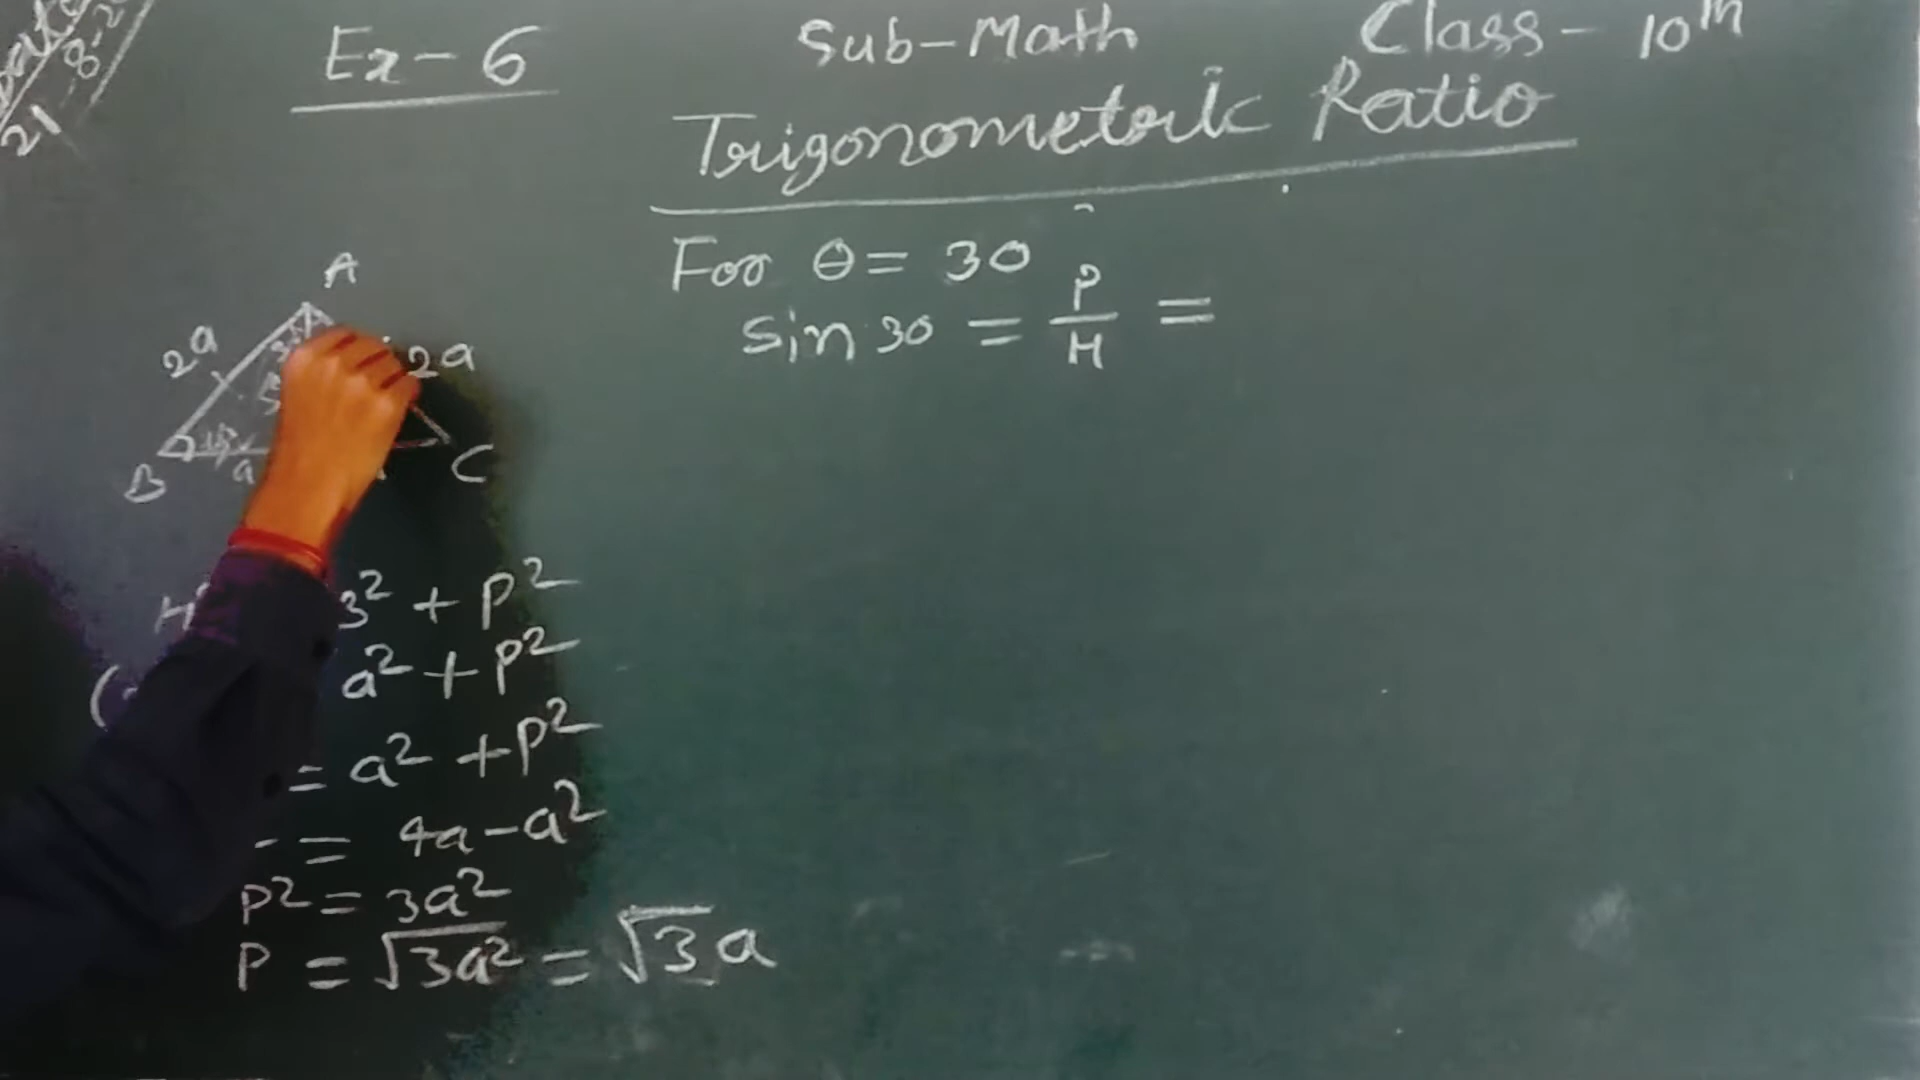 Ex-6
Sub-Math
Class - 10th
Trigonometric Ratio
For θ = 30
sin 30 = P/H =
A
2a
2a
B
a
C
3² + P²
a² + P²
= a² + P²
- = 4a - a²
P² = 3a²
P = √3a² = √3a